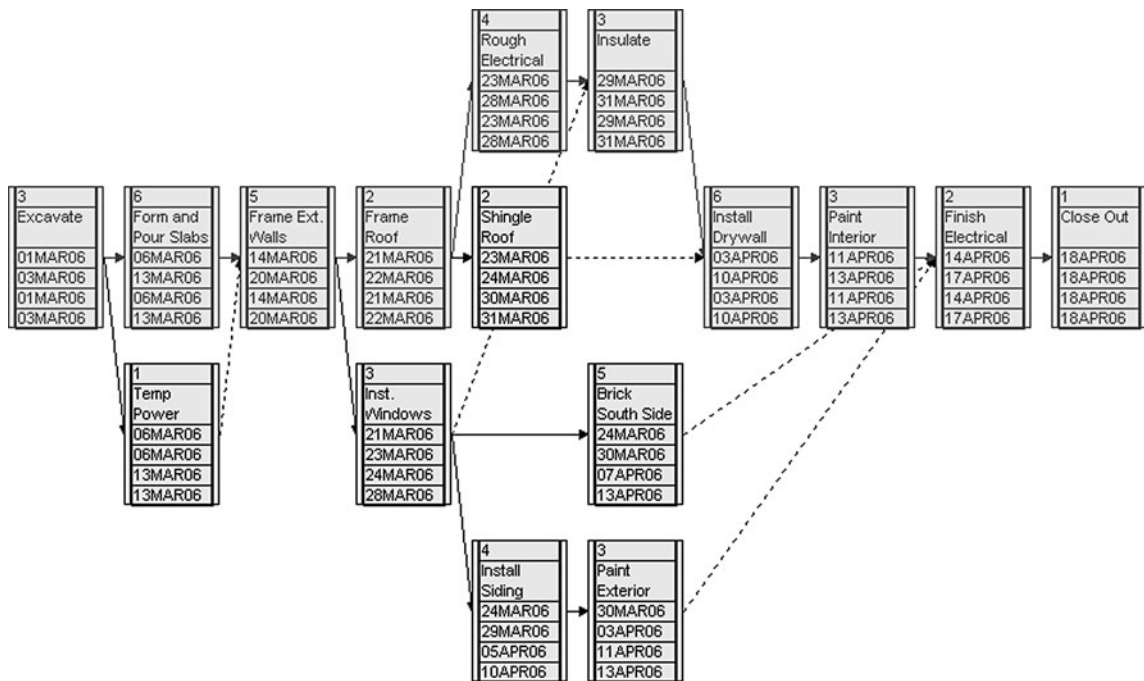 4
Rough
Electrical
23MAR06
28MAR06
23MAR06
28MAR06
3
Insulate
29MAR06
31MAR06
29MAR06
31MAR06
3
Excavate
01MAR06
03MAR06
01MAR06
03MAR06
6
Form and
Pour Slabs
06MAR06
13MAR06
06MAR06
13MAR06
5
Frame Ext.
Walls
14MAR06
20MAR06
14MAR06
20MAR06
2
Frame
Roof
21MAR06
22MAR06
21MAR06
22MAR06
2
Shingle
Roof
23MAR06
24MAR06
30MAR06
31MAR06
6
Install
Drywall
03APR06
10APR06
03APR06
10APR06
3
Paint
Interior
11APR06
13APR06
11APR06
13APR06
2
Finish
Electrical
14APR06
17APR06
14APR06
17APR06
1
Close Out
18APR06
18APR06
18APR06
18APR06
1
Temp
Power
06MAR06
06MAR06
13MAR06
13MAR06
3
Inst.
Windows
21MAR06
23MAR06
24MAR06
28MAR06
5
Brick
South Side
24MAR06
30MAR06
07APR06
13APR06
4
Install
Siding
24MAR06
29MAR06
05APR06
10APR06
3
Paint
Exterior
30MAR06
03APR06
11APR06
13APR06